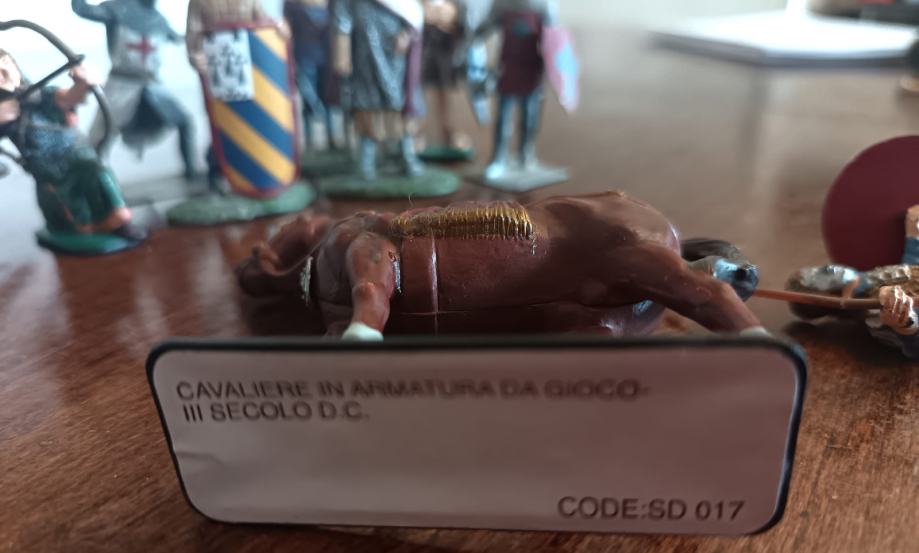 CAVALIERE IN ARMATURA DA GIOCO-
III SECOLO D.C.
CODE:SD 017